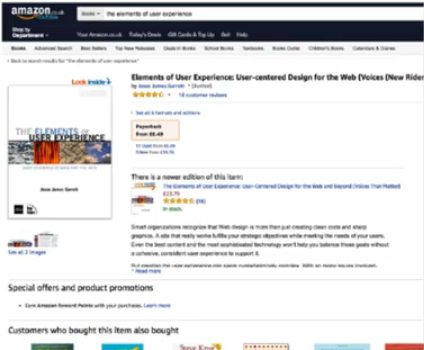 amazon.co.uk
Books
the elements of user experience
Shop by
Department
Your Amazon.co.uk Today's Deals Gift Cards & Top Up Sell Help
Books Advanced Search Best Sellers Top New Releases Deals in Books School Books Textbooks Books Outlet Children's Books Calendars & Diaries
‹ Back to search results for "the elements of user experience"
Look inside
THE ELEMENTS OF
USER EXPERIENCE
Jesse James Garrett
See all 2 images
Elements of User Experience: User-centered Design for the Web (Voices (New Rider
by Jesse James Garrett (Author)
18 customer reviews
See all 6 formats and editions
Paperback
from £0.49
There is a newer edition of this item:
The Elements of User Experience: User-Centered Design for the Web and Beyond (Voices That Matter)
In stock.
Smart organizations recognize that Web design is more than just creating clean code and sharp
graphics. A site that really works fulfills your strategic objectives while meeting the needs of your users.
Even the best content and the most sophisticated technology won't help you balance those goals without
a cohesive, consistent user experience to support it.
Read more
Special offers and product promotions
Earn Amazon Reward Points with your purchase. Learn more
Customers who bought this item also bought
Steve Krug